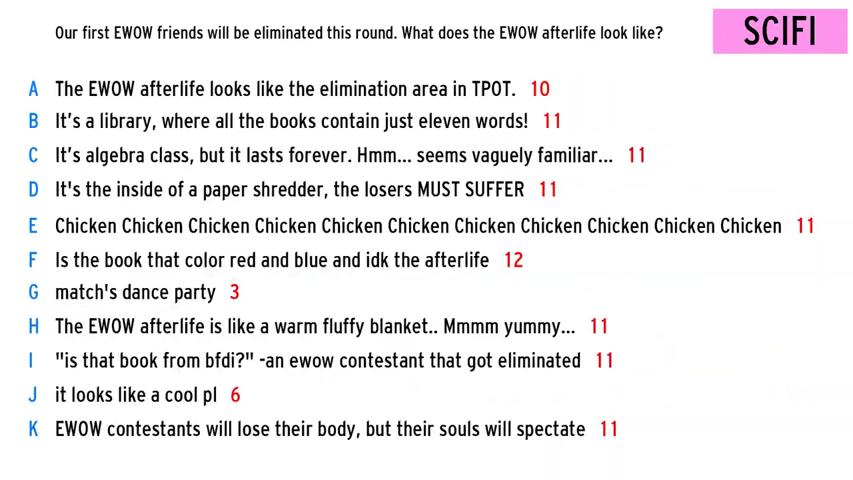 Our first EWOW friends will be eliminated this round. What does the EWOW afterlife look like?
SCIFI
A The EWOW afterlife looks like the elimination area in TPOT. 10
B It's a library, where all the books contain just eleven words! 11
C It's algebra class, but it lasts forever. Hmm... seems vaguely familiar... 11
D It's the inside of a paper shredder, the losers MUST SUFFER 11
E Chicken Chicken Chicken Chicken Chicken Chicken Chicken Chicken Chicken Chicken Chicken 11
F Is the book that color red and blue and idk the afterlife 12
G match's dance party 3
H The EWOW afterlife is like a warm fluffy blanket.. Mmmm yummy... 11
I "is that book from bfdi?" -an ewow contestant that got eliminated 11
J it looks like a cool pl 6
K EWOW contestants will lose their body, but their souls will spectate 11